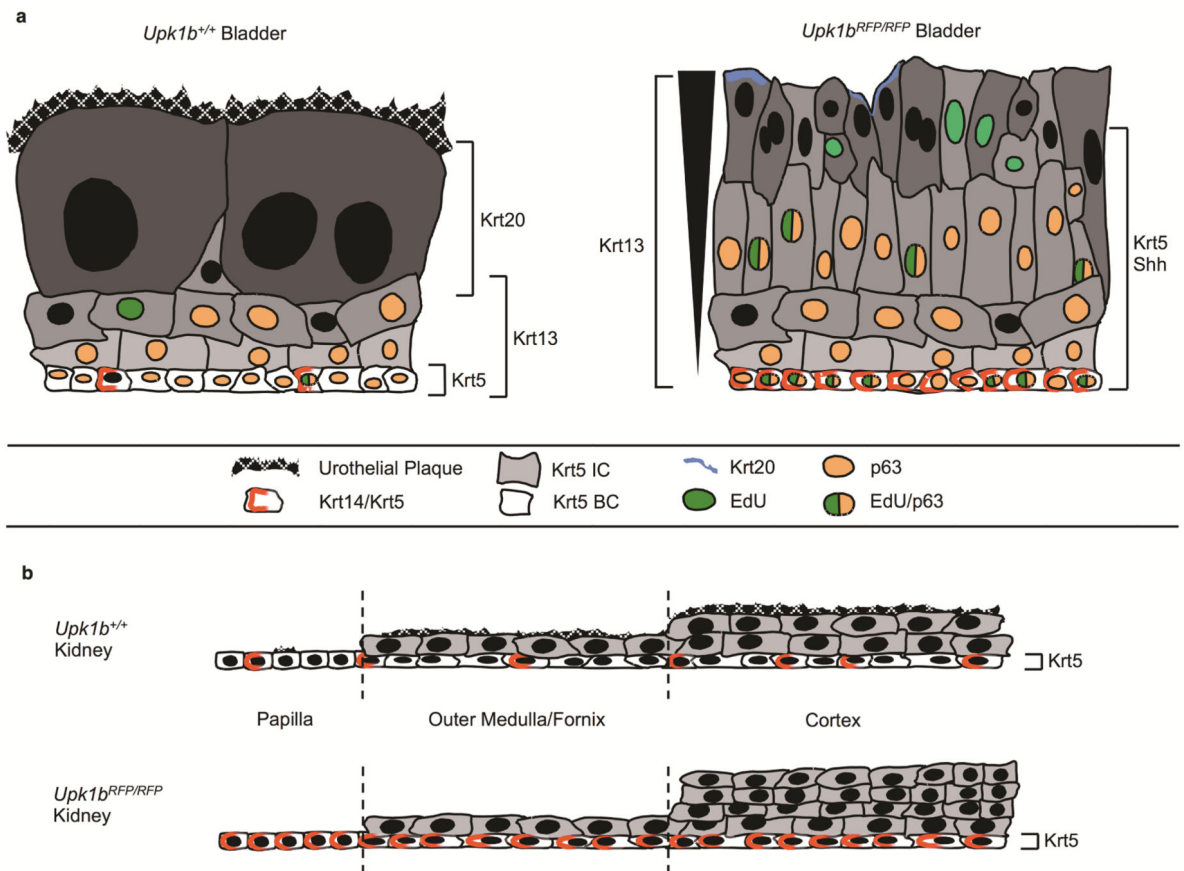 a
Upk1b+/+ Bladder
Upk1bRFP/RFP Bladder
Krt20
Krt13
Krt5
Krt13
Krt5
Shh
Urothelial Plaque
Krt5 IC
Krt20
p63
Krt14/Krt5
Krt5 BC
EdU
EdU/p63
b
Upk1b+/+
Kidney
Krt5
Papilla
Outer Medulla/Fornix
Cortex
Upk1bRFP/RFP
Kidney
Krt5